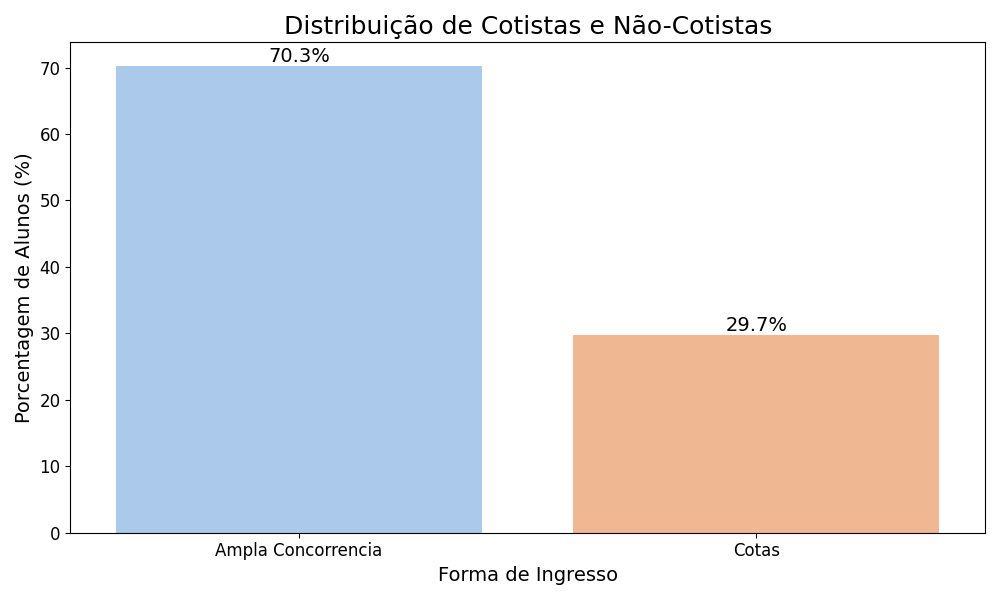 Distribuição de Cotistas e Não-Cotistas
70.3%
29.7%
Porcentagem de Alunos (%)
70
60
50
40
30
20
10
0
Ampla Concorrencia
Cotas
Forma de Ingresso